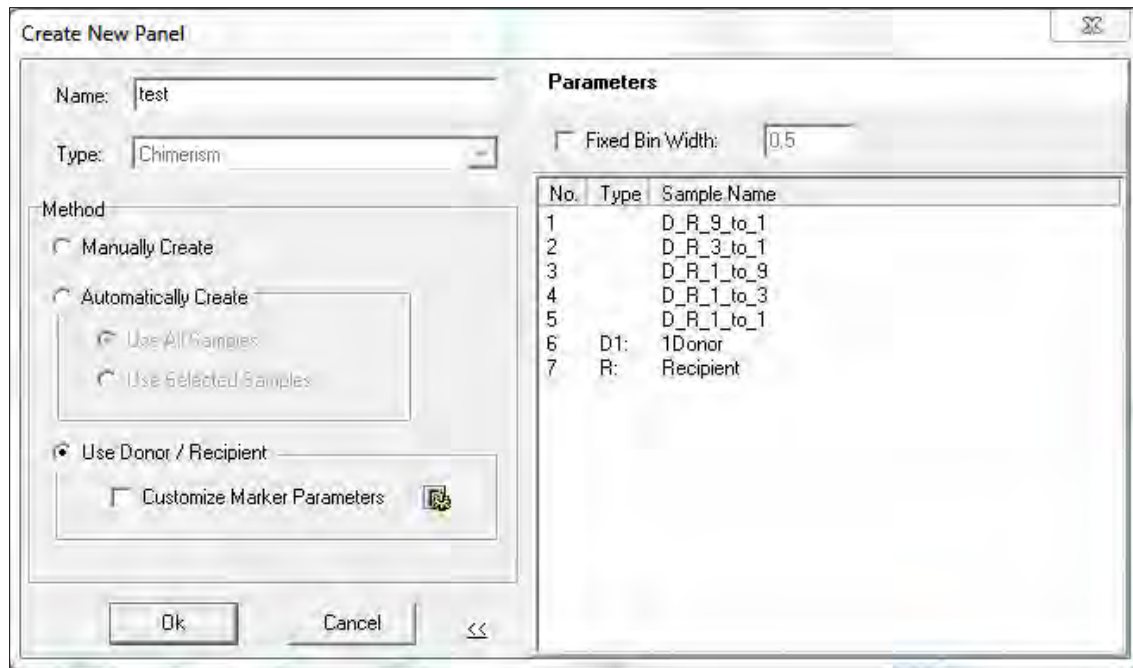 Create New Panel
Name: test
Type: Chimerism
Method
Manually Create
Automatically Create
Use All Samples
Use Selected Samples
Use Donor / Recipient
Customize Marker Parameters
Ok Cancel <<
Parameters
Fixed Bin Width: 0.5
No. Type Sample Name
1 D_R_9_to_1
2 D_R_3_to_1
3 D_R_1_to_9
4 D_R_1_to_3
5 D_R_1_to_1
6 D1: 1Donor
7 R: Recipient